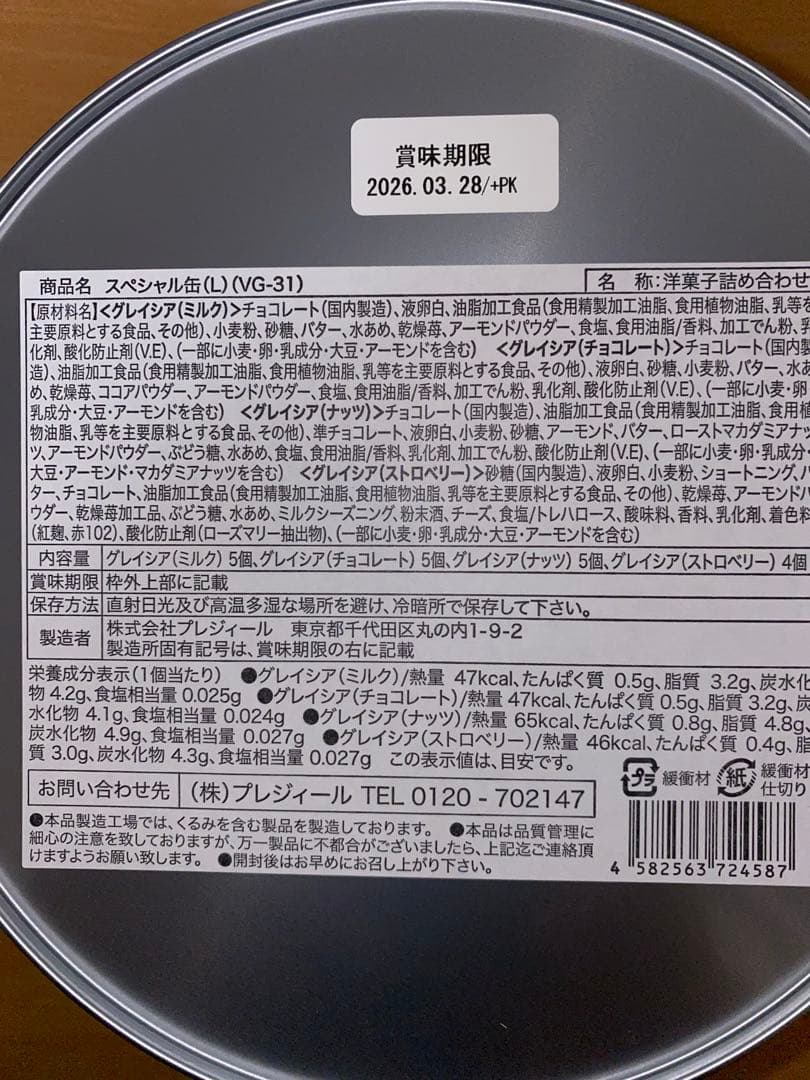 賞味期限
2026.03.28/+PK
商品名 スペシャル缶(L)(VG-31)
名 称:洋菓子詰め合わせ
【原材料名】<グレイシア(ミルク)>チョコレート(国内製造)、液卵白、油脂加工食品(食用精製加工油脂、食用植物油脂、乳等を
主要原料とする食品、その他)、小麦粉、砂糖、バター、水あめ、乾燥苺、アーモンドパウダー、食塩、食用油脂/香料、加工でん粉、乳
化剤、酸化防止剤(V.E)、(一部に小麦・卵・乳成分・大豆・アーモンドを含む) <グレイシア(チョコレート)>チョコレート(国内製
造)、油脂加工食品(食用精製加工油脂、食用植物油脂、乳等を主要原料とする食品、その他)、液卵白、砂糖、小麦粉、バター、水あ
め、乾燥苺、ココアパウダー、アーモンドパウダー、食塩、食用油脂/香料、加工でん粉、乳化剤、酸化防止剤(V.E)、(一部に小麦・卵・
乳成分・大豆・アーモンドを含む) <グレイシア(ナッツ)>チョコレート(国内製造)、油脂加工食品(食用精製加工油脂、食用植
物油脂、乳等を主要原料とする食品、その他)、準チョコレート、液卵白、小麦粉、砂糖、アーモンド、バター、ローストマカダミアナッ
ツ、アーモンドパウダー、ぶどう糖、水あめ、食塩、食用油脂/香料、乳化剤、加工でん粉、酸化防止剤(V.E)、(一部に小麦・卵・乳成分・
大豆・アーモンド・マカダミアナッツを含む) <グレイシア(ストロベリー)>砂糖(国内製造)、液卵白、小麦粉、ショートニング、バ
ター、チョコレート、油脂加工食品(食用精製加工油脂、食用植物油脂、乳等を主要原料とする食品、その他)、乾燥苺、アーモンドパ
ウダー、乾燥苺加工品、ぶどう糖、水あめ、ミルクシーズニング、粉末酒、チーズ、食塩/トレハロース、酸味料、香料、乳化剤、着色料
(紅麹、赤102)、酸化防止剤(ローズマリー抽出物)、(一部に小麦・卵・乳成分・大豆・アーモンドを含む)
内容量 グレイシア(ミルク) 5個、グレイシア(チョコレート) 5個、グレイシア(ナッツ) 5個、グレイシア(ストロベリー) 4個
賞味期限 枠外上部に記載
保存方法 直射日光及び高温多湿な場所を避け、冷暗所で保存して下さい。
製造者 株式会社プレジィール 東京都千代田区丸の内1-9-2
製造所固有記号は、賞味期限の右に記載
栄養成分表示(1個当たり) ●グレイシア(ミルク)/熱量 47kcal、たんぱく質 0.5g、脂質 3.2g、炭水化
物 4.2g、食塩相当量 0.025g ●グレイシア(チョコレート)/熱量 47kcal、たんぱく質 0.5g、脂質 3.2g、炭
水化物 4.1g、食塩相当量 0.024g ●グレイシア(ナッツ)/熱量 65kcal、たんぱく質 0.8g、脂質 4.8g、
炭水化物 4.9g、食塩相当量 0.027g ●グレイシア(ストロベリー)/熱量 46kcal、たんぱく質 0.4g、脂
質 3.0g、炭水化物 4.3g、食塩相当量 0.027g この表示値は、目安です。
お問い合わせ先 (株)プレジィール TEL 0120-702147
プラ 緩衝材 紙 緩衝材
仕切り
●本品製造工場では、くるみを含む製品を製造しております。 ●本品は品質管理に
細心の注意を致しておりますが、万一製品に不都合がございましたら、上記迄ご連絡頂
けますようお願い致します。 ●開封後はお早めにお召し上がり下さい。
4 582563 724587